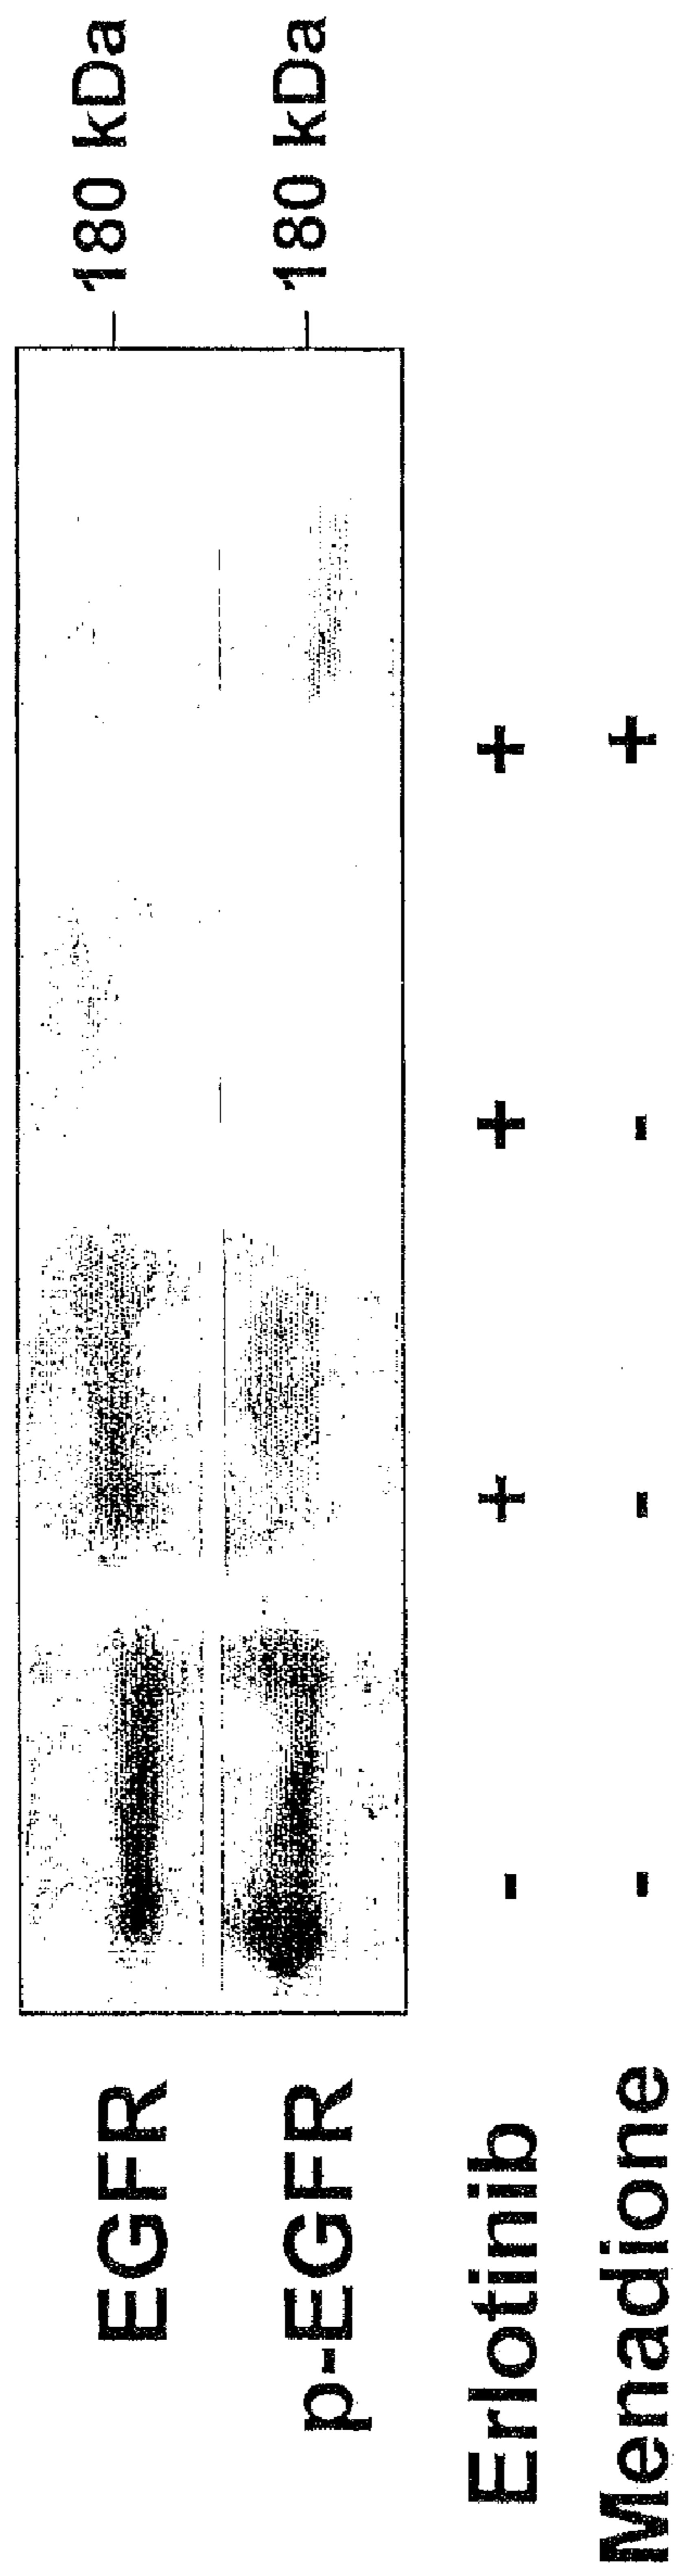 EGFR 180 kDa
p-EGFR 180 kDa
Erlotinib - + + +
Menadione - - - +